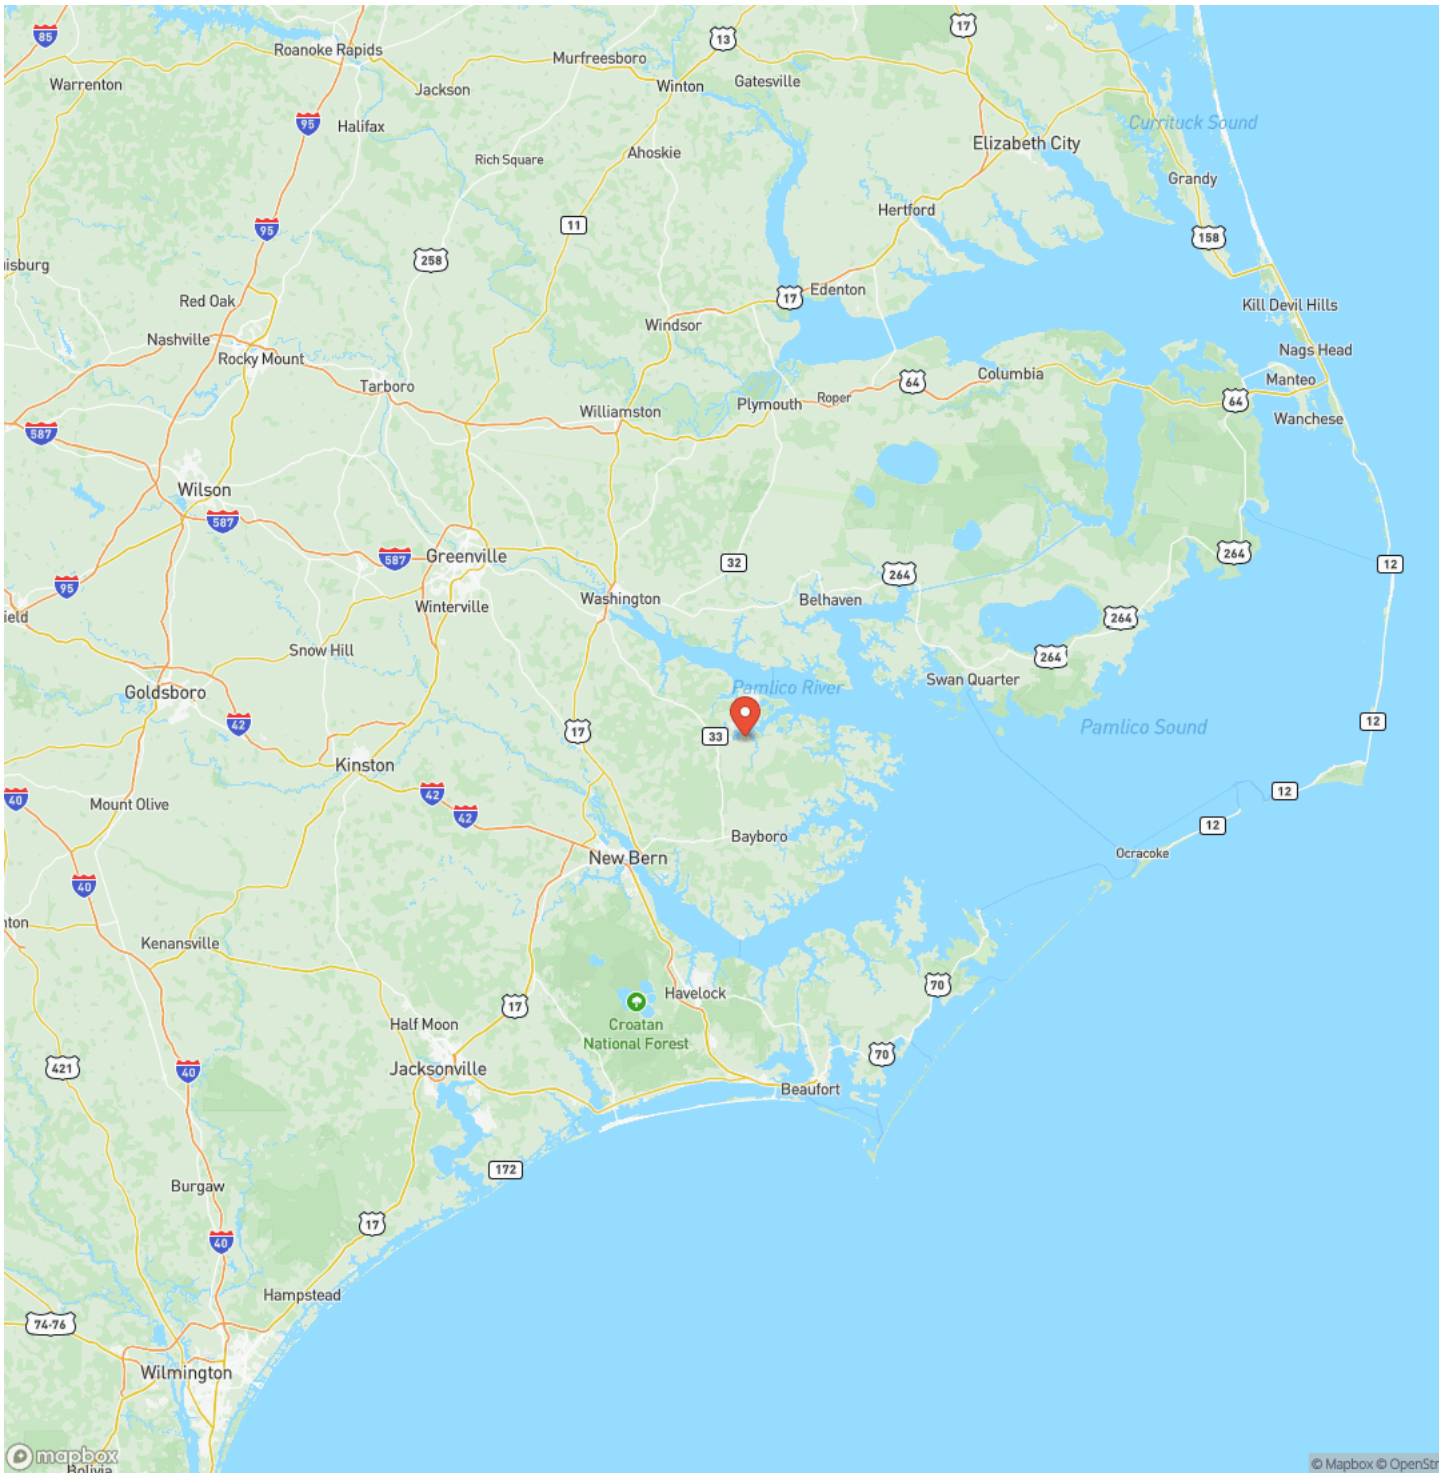 85
Roanoke Rapids
Murfreesboro
13
17
Warrenton
Jackson
Winton
Gatesville
95
Halifax
Currituck Sound
Elizabeth City
Rich Square
Ahoskie
Grandy
Hertford
95
11
158
258
isburg
Red Oak
17
Edenton
Kill Devil Hills
Nashville
Windsor
Rocky Mount
Nags Head
Tarboro
64
Columbia
Manteo
Williamston
Plymouth
Roper
64
Wanchese
587
Wilson
587
Greenville
587
32
264
264
12
95
Winterville
Washington
Belhaven
264
ield
Snow Hill
264
Goldsboro
Pamlico River
Swan Quarter
42
17
33
Pamlico Sound
12
Kinston
40
Mount Olive
42
42
12
12
Bayboro
New Bern
Ocracoke
40
nton
Kenansville
Havelock
70
17
Half Moon
Croatan
National Forest
421
40
Jacksonville
70
Beaufort
172
Burgaw
17
40
Hampstead
74-76
Wilmington
mapbox
Bolivia
© Mapbox © OpenStr